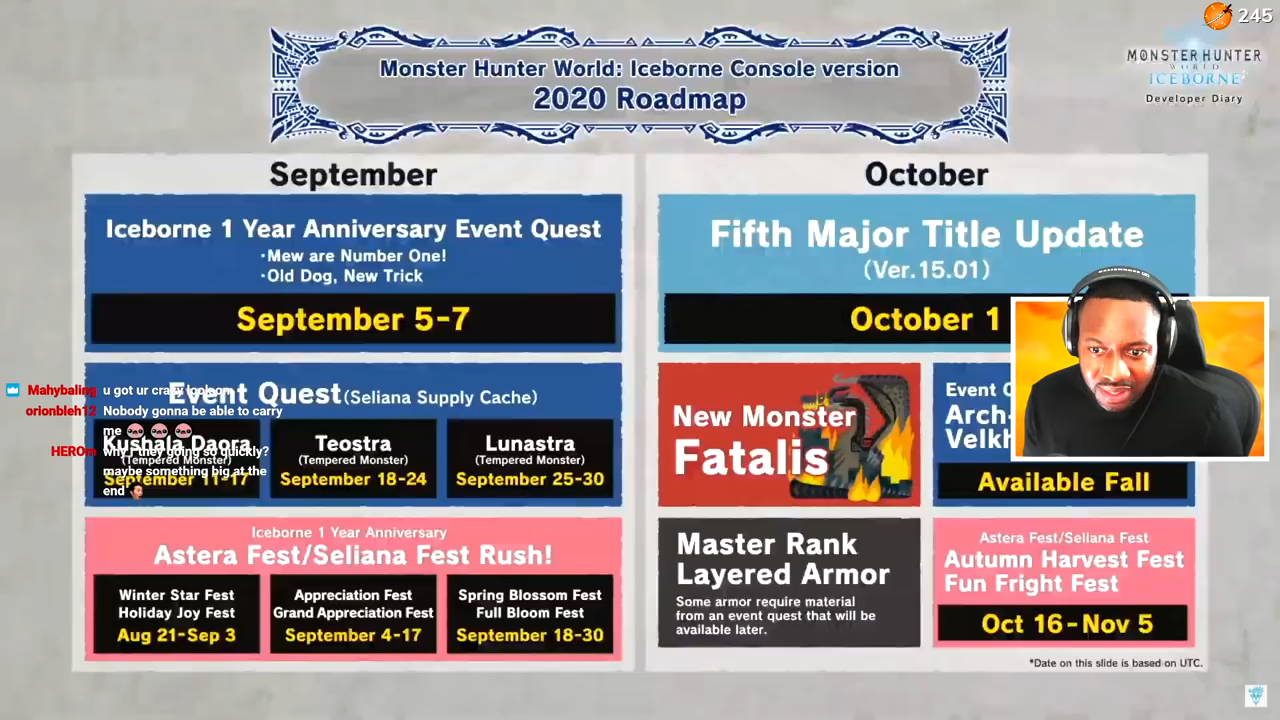 245
MONSTER HUNTER
WORLD
ICEBORNE
Developer Diary
Monster Hunter World: Iceborne Console version
2020 Roadmap
September
Iceborne 1 Year Anniversary Event Quest
·Mew are Number One!
·Old Dog, New Trick
September 5-7
Event Quest (Seliana Supply Cache)
Kushala Daora
(Tempered Monster)
September 11-17
Teostra
(Tempered Monster)
September 18-24
Lunastra
(Tempered Monster)
September 25-30
Iceborne 1 Year Anniversary
Astera Fest/Seliana Fest Rush!
Winter Star Fest
Holiday Joy Fest
Aug 21-Sep 3
Appreciation Fest
Grand Appreciation Fest
September 4-17
Spring Blossom Fest
Full Bloom Fest
September 18-30
October
Fifth Major Title Update
(Ver.15.01)
October 1
New Monster
Fatalis
Event
Arch-
Velkh
Available Fall
Master Rank
Layered Armor
Some armor require material
from an event quest that will be
available later.
Astera Fest/Seliana Fest
Autumn Harvest Fest
Fun Fright Fest
Oct 16-Nov 5
*Date on this slide is based on UTC.
Mahybaling u got ur crazy
orionbleh12 Nobody gonna be able to carry
me
HEROm why they going so quickly?
maybe something big at the
end